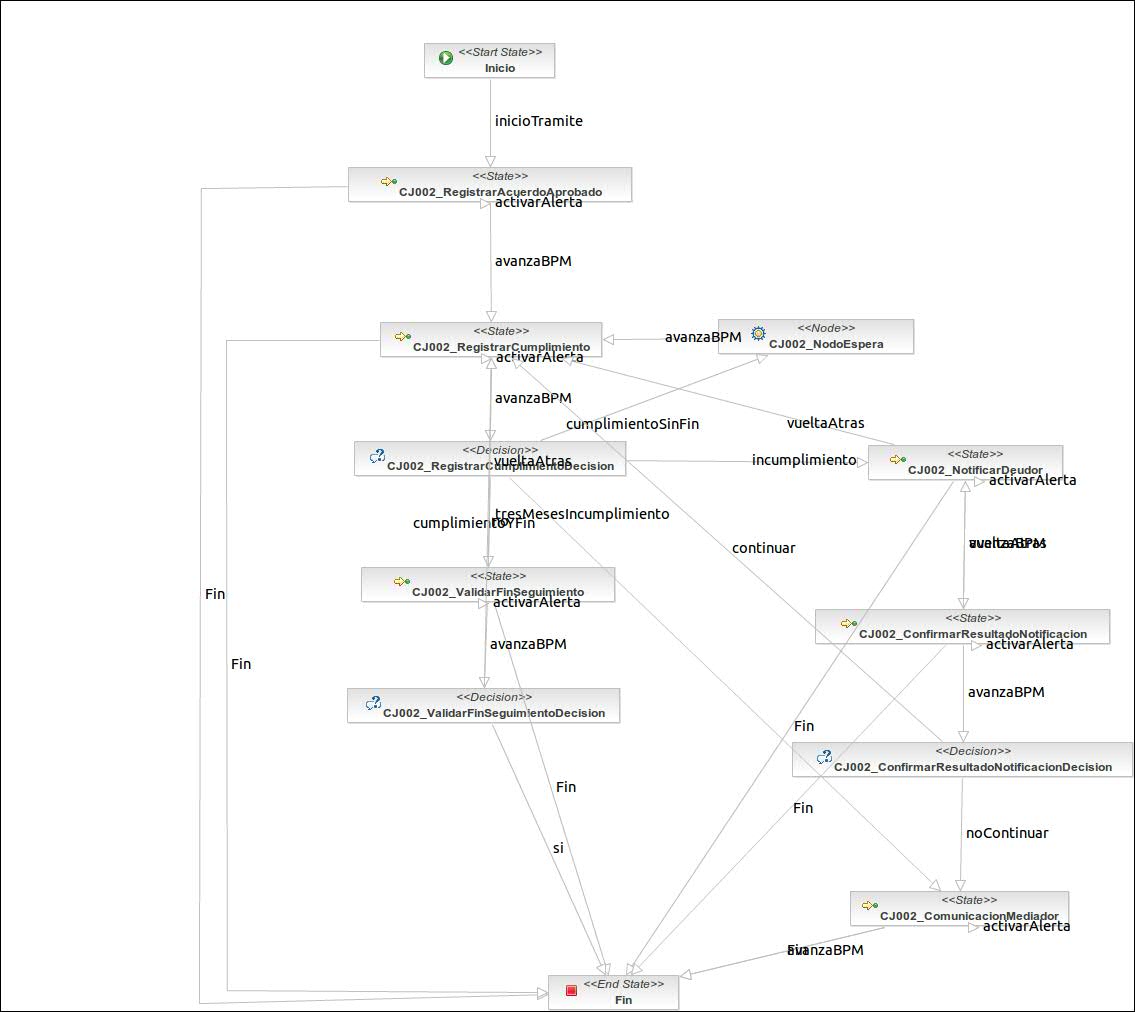 <<Start State>>
Inicio
inicioTramite
<<State>>
CJ002_RegistrarAcuerdoAprobado
activarAlerta
avanzaBPM
<<State>>
CJ002_RegistrarCumplimiento
activarAlerta
avanzaBPM
<<Node>>
CJ002_NodoEspera
avanzaBPM
cumplimientoSinFin
vueltaAtras
<<Decision>>
CJ002_RegistrarCumplimientoDecision
vueltaAtras
incumplimiento
<<State>>
CJ002_NotificarDeudor
activarAlerta
tresMesesIncumplimiento
cumplimientoYFin
no
continuar
vueltaAtras
avanzaBPM
<<State>>
CJ002_ValidarFinSeguimiento
activarAlerta
Fin
<<State>>
CJ002_ConfirmarResultadoNotificacion
activarAlerta
avanzaBPM
Fin
avanzaBPM
<<Decision>>
CJ002_ValidarFinSeguimientoDecision
Fin
<<Decision>>
CJ002_ConfirmarResultadoNotificacionDecision
Fin
Fin
noContinuar
si
<<State>>
CJ002_ComunicacionMediador
activarAlerta
Fin
avanzaBPM
<<End State>>
Fin